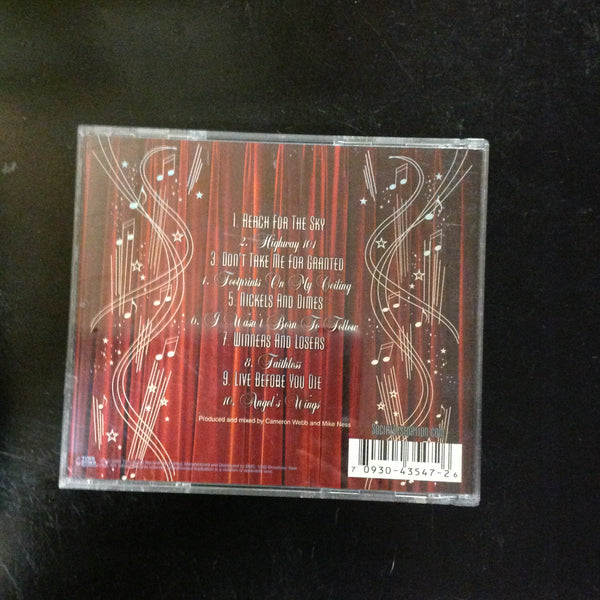 1. Reach For The Sky
2. Highway 101
3. Don't Take Me For Granted
4. Footprints On My Ceiling
5. Nickels And Dimes
6. I Wasn't Born To Follow
7. Winners And Losers
8. Faithless
9. Live Before You Die
10. Angel's Wings
Produced and mixed by Cameron Webb and Mike Ness
SOCIALDISTORTION.COM
7 0930-43547-2 6